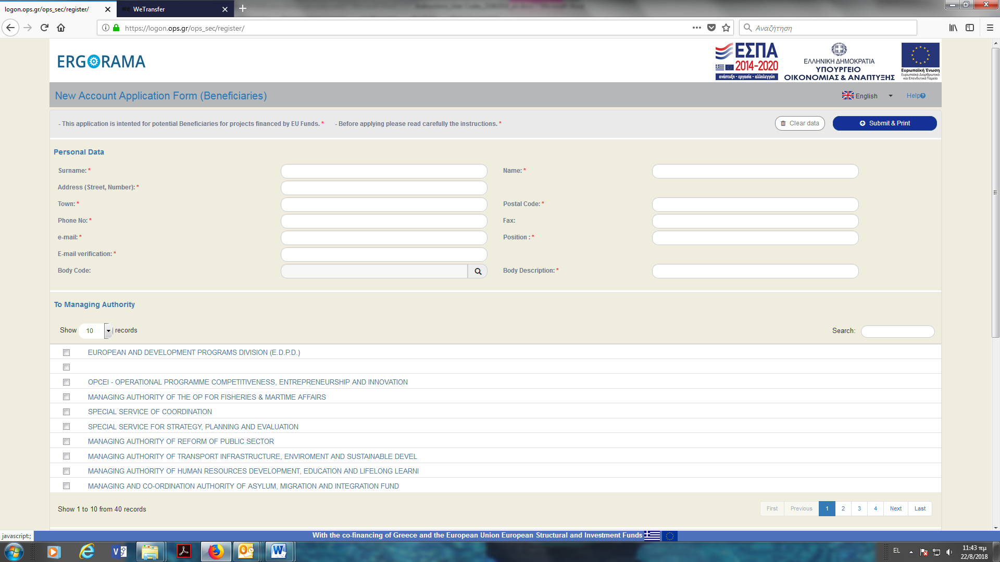 logon.ops.gr/ops_sec/register/
WeTransfer
https://logon.ops.gr/ops_sec/register/
Αναζήτηση
ERGORAMA
ΕΣΠΑ
2014-2020
ανάπτυξη - εργασία - αλληλεγγύη
ΕΛΛΗΝΙΚΗ ΔΗΜΟΚΡΑΤΙΑ
ΥΠΟΥΡΓΕΙΟ
ΟΙΚΟΝΟΜΙΑΣ & ΑΝΑΠΤΥΞΗΣ
Ευρωπαϊκή Ένωση
Ευρωπαϊκά Διαρθρωτικά
και Επενδυτικά Ταμεία
New Account Application Form (Beneficiaries)
English
Help
- This application is intented for potential Beneficiaries for projects financed by EU Funds. *
- Before applying please read carefully the instructions. *
Clear data
Submit & Print
Personal Data
Surname: *
Name: *
Address (Street, Number): *
Town: *
Postal Code: *
Phone No: *
Fax:
e-mail: *
Position : *
E-mail verification: *
Body Code:
Body Description: *
To Managing Authority
Show 10 records
Search:
EUROPEAN AND DEVELOPMENT PROGRAMS DIVISION (E.D.P.D.)
OPCEI - OPERATIONAL PROGRAMME COMPETITIVENESS, ENTREPRENEURSHIP AND INNOVATION
MANAGING AUTHORITY OF THE OP FOR FISHERIES & MARTIME AFFAIRS
SPECIAL SERVICE OF COORDINATION
SPECIAL SERVICE FOR STRATEGY, PLANNING AND EVALUATION
MANAGING AUTHORITY OF REFORM OF PUBLIC SECTOR
MANAGING AUTHORITY OF TRANSPORT INFRASTRUCTURE, ENVIROMENT AND SUSTAINABLE DEVEL
MANAGING AUTHORITY OF HUMAN RESOURCES DEVELOPMENT, EDUCATION AND LIFELONG LEARNI
MANAGING AND CO-ORDINATION AUTHORITY OF ASYLUM, MIGRATION AND INTEGRATION FUND
Show 1 to 10 from 40 records
First Previous 1 2 3 4 Next Last
javascript:;
With the co-financing of Greece and the European Union European Structural and Investment Funds
EL
11:43 πμ
22/8/2018